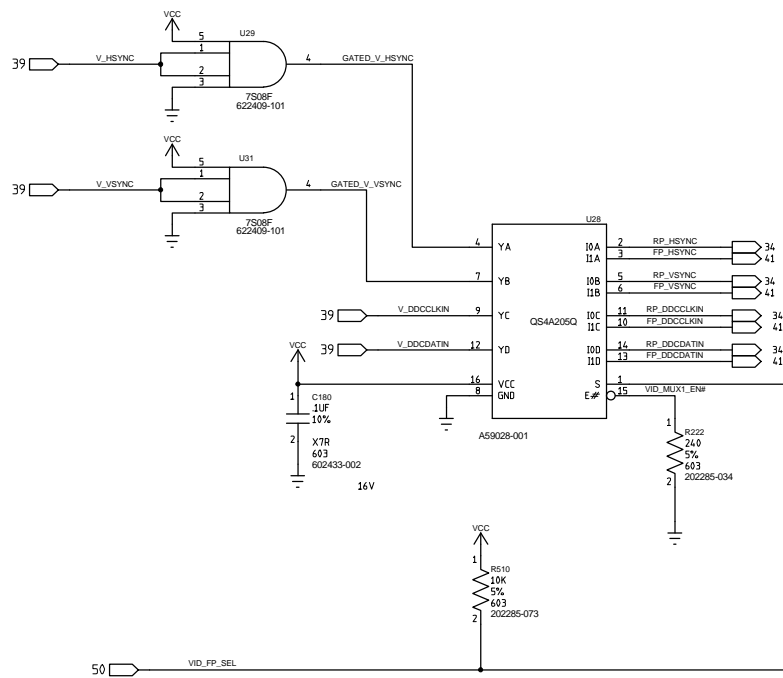 VCC
5
U29
39
V_HSYNC
1
2
3
4
GATED_V_HSYNC
7S08F
622409-101
VCC
5
U31
39
V_VSYNC
1
2
3
4
GATED_V_VSYNC
7S08F
622409-101
U28
4 YA I0A 2 RP_HSYNC 34
I1A 3 FP_HSYNC 41
7 YB I0B 5 RP_VSYNC 34
I1B 6 FP_VSYNC 41
39 V_DDCCLKIN 9 YC QS4A205Q I0C 11 RP_DDCCLKIN 34
I1C 10 FP_DDCCLKIN 41
39 V_DDCDATIN 12 YD I0D 14 RP_DDCDATIN 34
I1D 13 FP_DDCDATIN 41
VCC
16 VCC S 1
8 GND E# 15 VID_MUX1_EN#
A59028-001
1 C180
.1UF
10%
2 X7R
603
602433-002
16V
1 R222
240
5%
603
2 202285-034
VCC
1 R510
10K
5%
603
2 202285-073
50 VID_FP_SEL